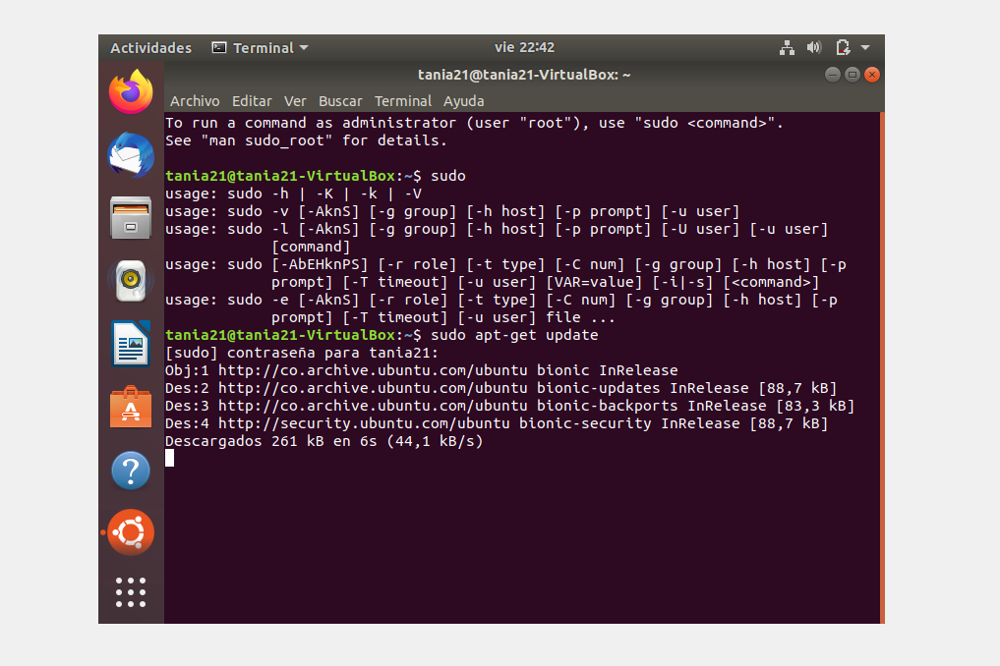 Actividades Terminal vie 22:42
tania21@tania21-VirtualBox: ~
Archivo Editar Ver Buscar Terminal Ayuda
To run a command as administrator (user "root"), use "sudo <command>".
See "man sudo_root" for details.
tania21@tania21-VirtualBox:~$ sudo
usage: sudo -h | -K | -k | -V
usage: sudo -v [-AknS] [-g group] [-h host] [-p prompt] [-u user]
usage: sudo -l [-AknS] [-g group] [-h host] [-p prompt] [-U user] [-u user]
[command]
usage: sudo [-AbEHknPS] [-r role] [-t type] [-C num] [-g group] [-h host] [-p
prompt] [-T timeout] [-u user] [VAR=value] [-i|-s] [<command>]
usage: sudo -e [-AknS] [-r role] [-t type] [-C num] [-g group] [-h host] [-p
prompt] [-T timeout] [-u user] file ...
tania21@tania21-VirtualBox:~$ sudo apt-get update
[sudo] contraseña para tania21:
Obj:1 http://co.archive.ubuntu.com/ubuntu bionic InRelease
Des:2 http://co.archive.ubuntu.com/ubuntu bionic-updates InRelease [88,7 kB]
Des:3 http://co.archive.ubuntu.com/ubuntu bionic-backports InRelease [83,3 kB]
Des:4 http://security.ubuntu.com/ubuntu bionic-security InRelease [88,7 kB]
Descargados 261 kB en 6s (44,1 kB/s)